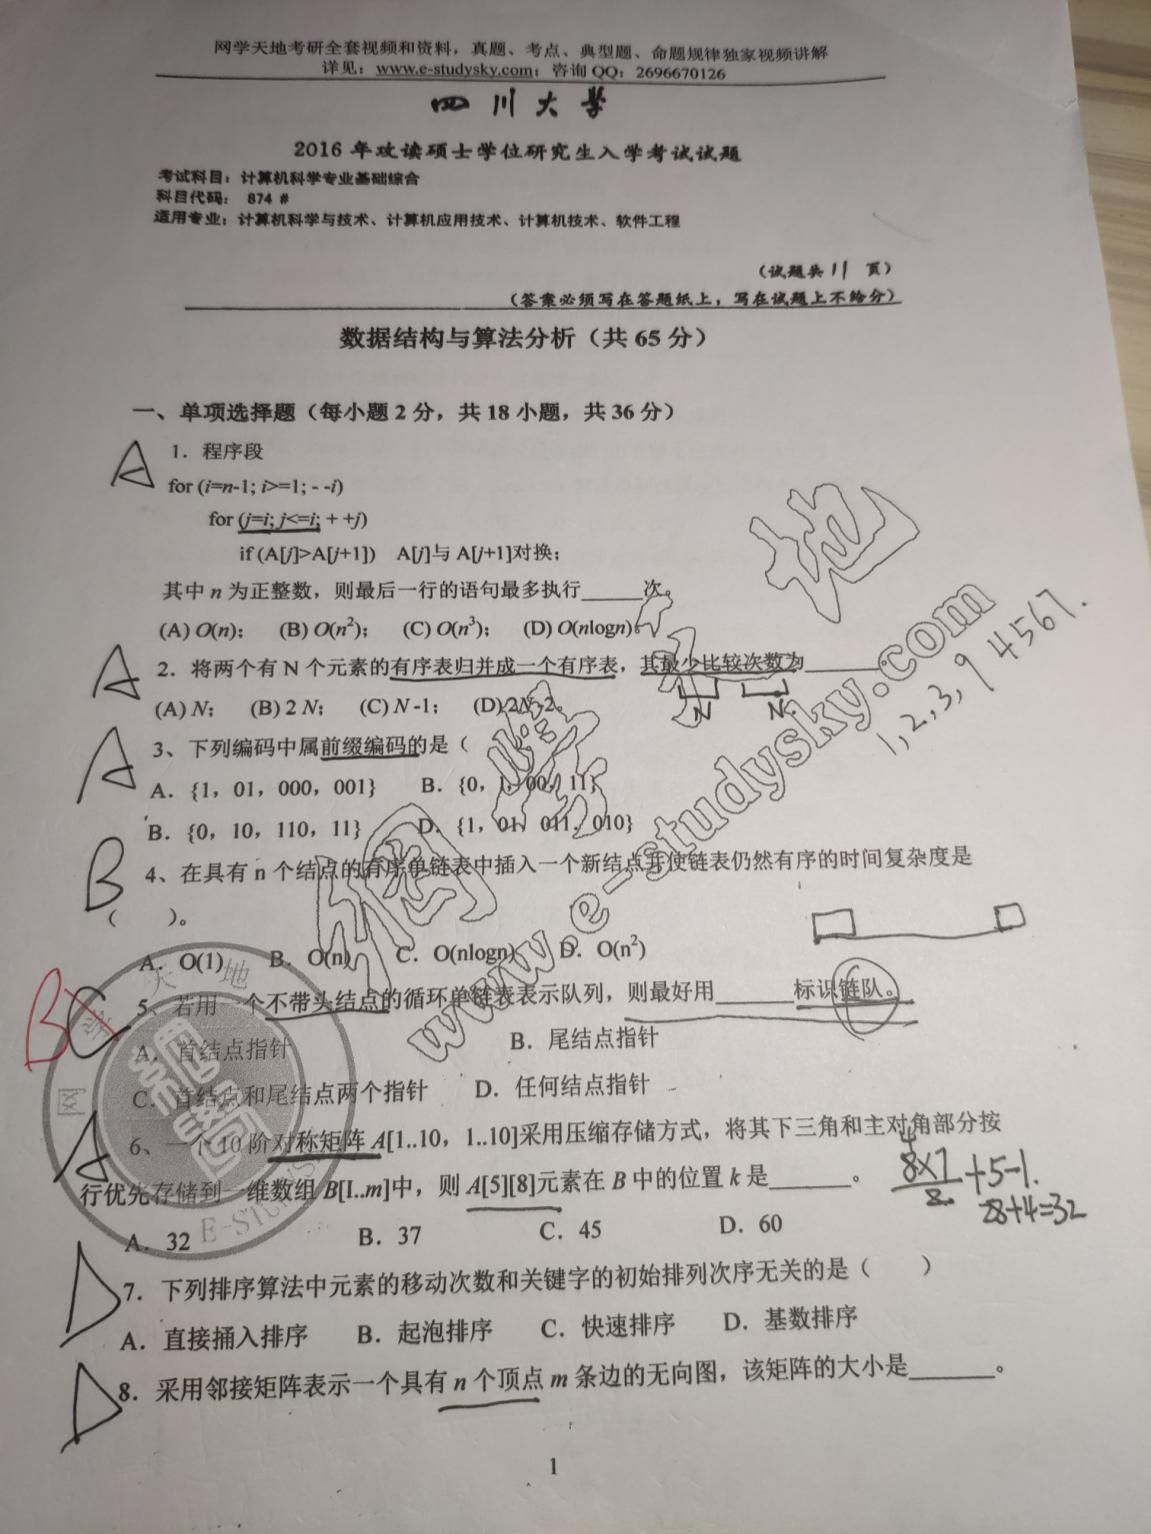 网学天地考研全套视频和资料，真题、考点、典型题、命题规律独家视频讲解
详见：www.e-studysky.com；咨询QQ：2696670126
四川大学
2016年攻读硕士学位研究生入学考试试题
考试科目：计算机科学专业基础综合
科目代码：874#
适用专业：计算机科学与技术、计算机应用技术、计算机技术、软件工程
（试题共11页）
（答案必须写在答题纸上，写在试题上不给分）
数据结构与算法分析（共65分）
一、单项选择题（每小题2分，共18小题，共36分）
A 1．程序段
for (i=n-1; i>=1; - -i)
for (j=i; j<=i; + +j)
if (A[j]>A[j+1]) A[j]与A[j+1]对换；
其中n为正整数，则最后一行的语句最多执行______次。
(A) O(n)； (B) O(n²)； (C) O(n³)； (D) O(nlogn)。
A 2．将两个有N个元素的有序表归并成一个有序表，其最少比较次数为______。
(A) N； (B) 2 N； (C) N -1； (D) 2N -2。
N N
1, 2, 3, 9 4567.
A 3、下列编码中属前缀编码的是（
A．{1，01，000，001} B．{0，1，00，11}
B．{0，10，110，11} D．{1，01，011，010}
B 4、在具有n个结点的有序单链表中插入一个新结点并使链表仍然有序的时间复杂度是
（ ）。
A．O(1) B．O(n) C．O(nlogn) D．O(n²)
B C 5、若用一个不带头结点的循环单链表表示队列，则最好用______标识链队。
A．首结点指针 B．尾结点指针
C．首结点和尾结点两个指针 D．任何结点指针
A 6、一个10阶对称矩阵A[1..10，1..10]采用压缩存储方式，将其下三角和主对角部分按
行优先存储到一维数组B[1..m]中，则A[5][8]元素在B中的位置k是______。
A．32 B．37 C．45 D．60
8×7
+5-1.
28+4=32
D 7．下列排序算法中元素的移动次数和关键字的初始排列次序无关的是（ ）
A．直接捅入排序 B．起泡排序 C．快速排序 D．基数排序
D 8．采用邻接矩阵表示一个具有n个顶点m条边的无向图，该矩阵的大小是______。
1
网学天地
www.e-studysky.com
网学天地
E-STUDYSKY